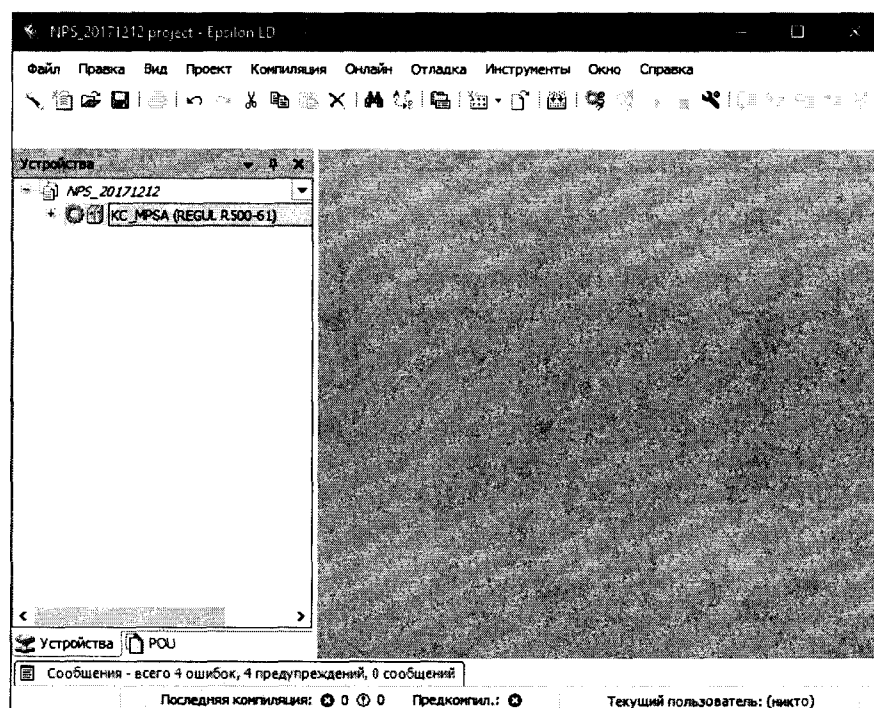 NPS_20171212.project - Epsilon LD
Файл Правка Вид Проект Компиляция Онлайн Отладка Инструменты Окно Справка
Устройства
NPS_20171212
KC_MPSA (REGUL R500-61)
Устройства POU
Сообщения - всего 4 ошибок, 4 предупреждений, 0 сообщений
Последняя компиляция: 0 0 Предкомпил.: Текущий пользователь: (никто)